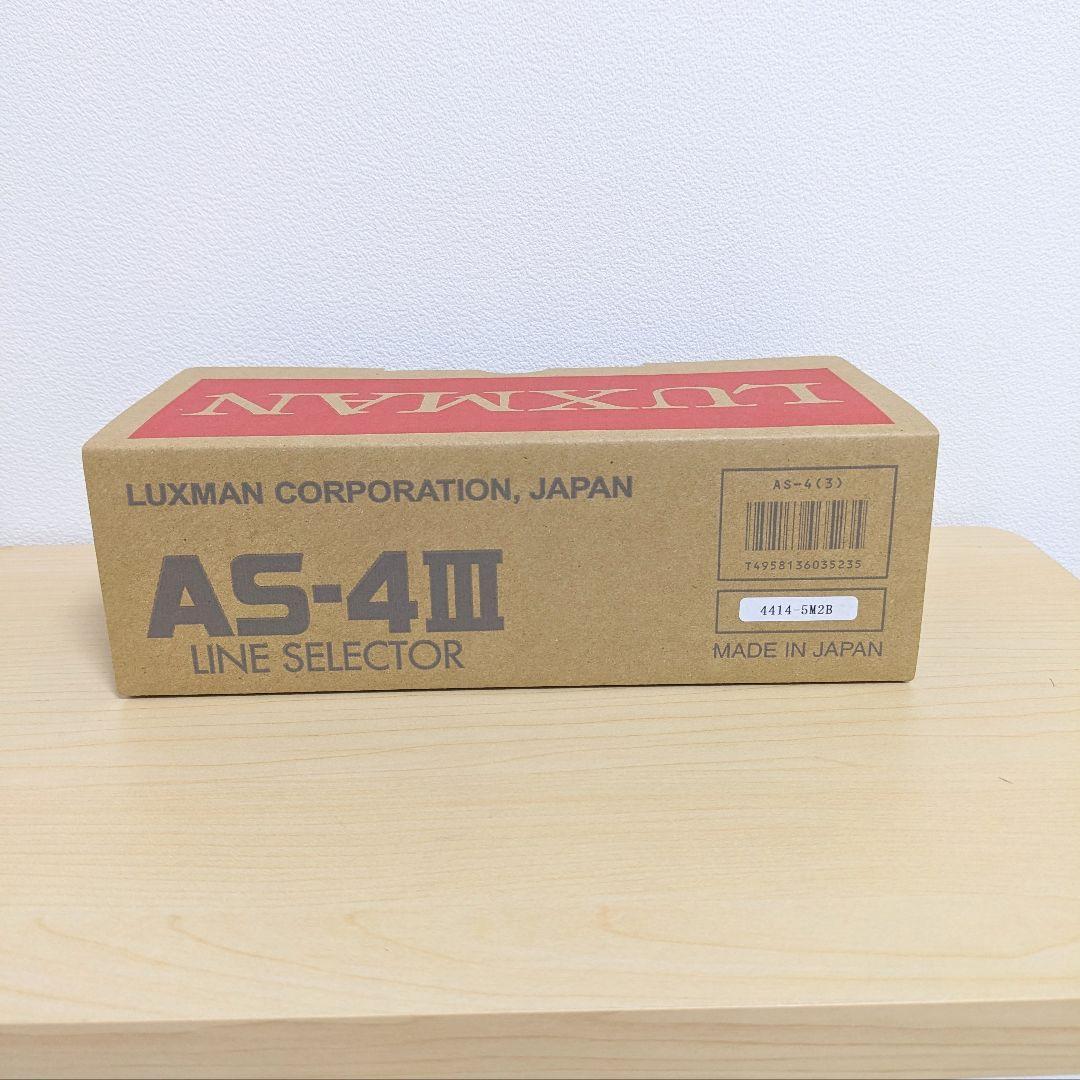 LUXMAN
LUXMAN CORPORATION, JAPAN
AS-4III
LINE SELECTOR
AS-4(3)
T4958136035235
4414-5M2B
MADE IN JAPAN